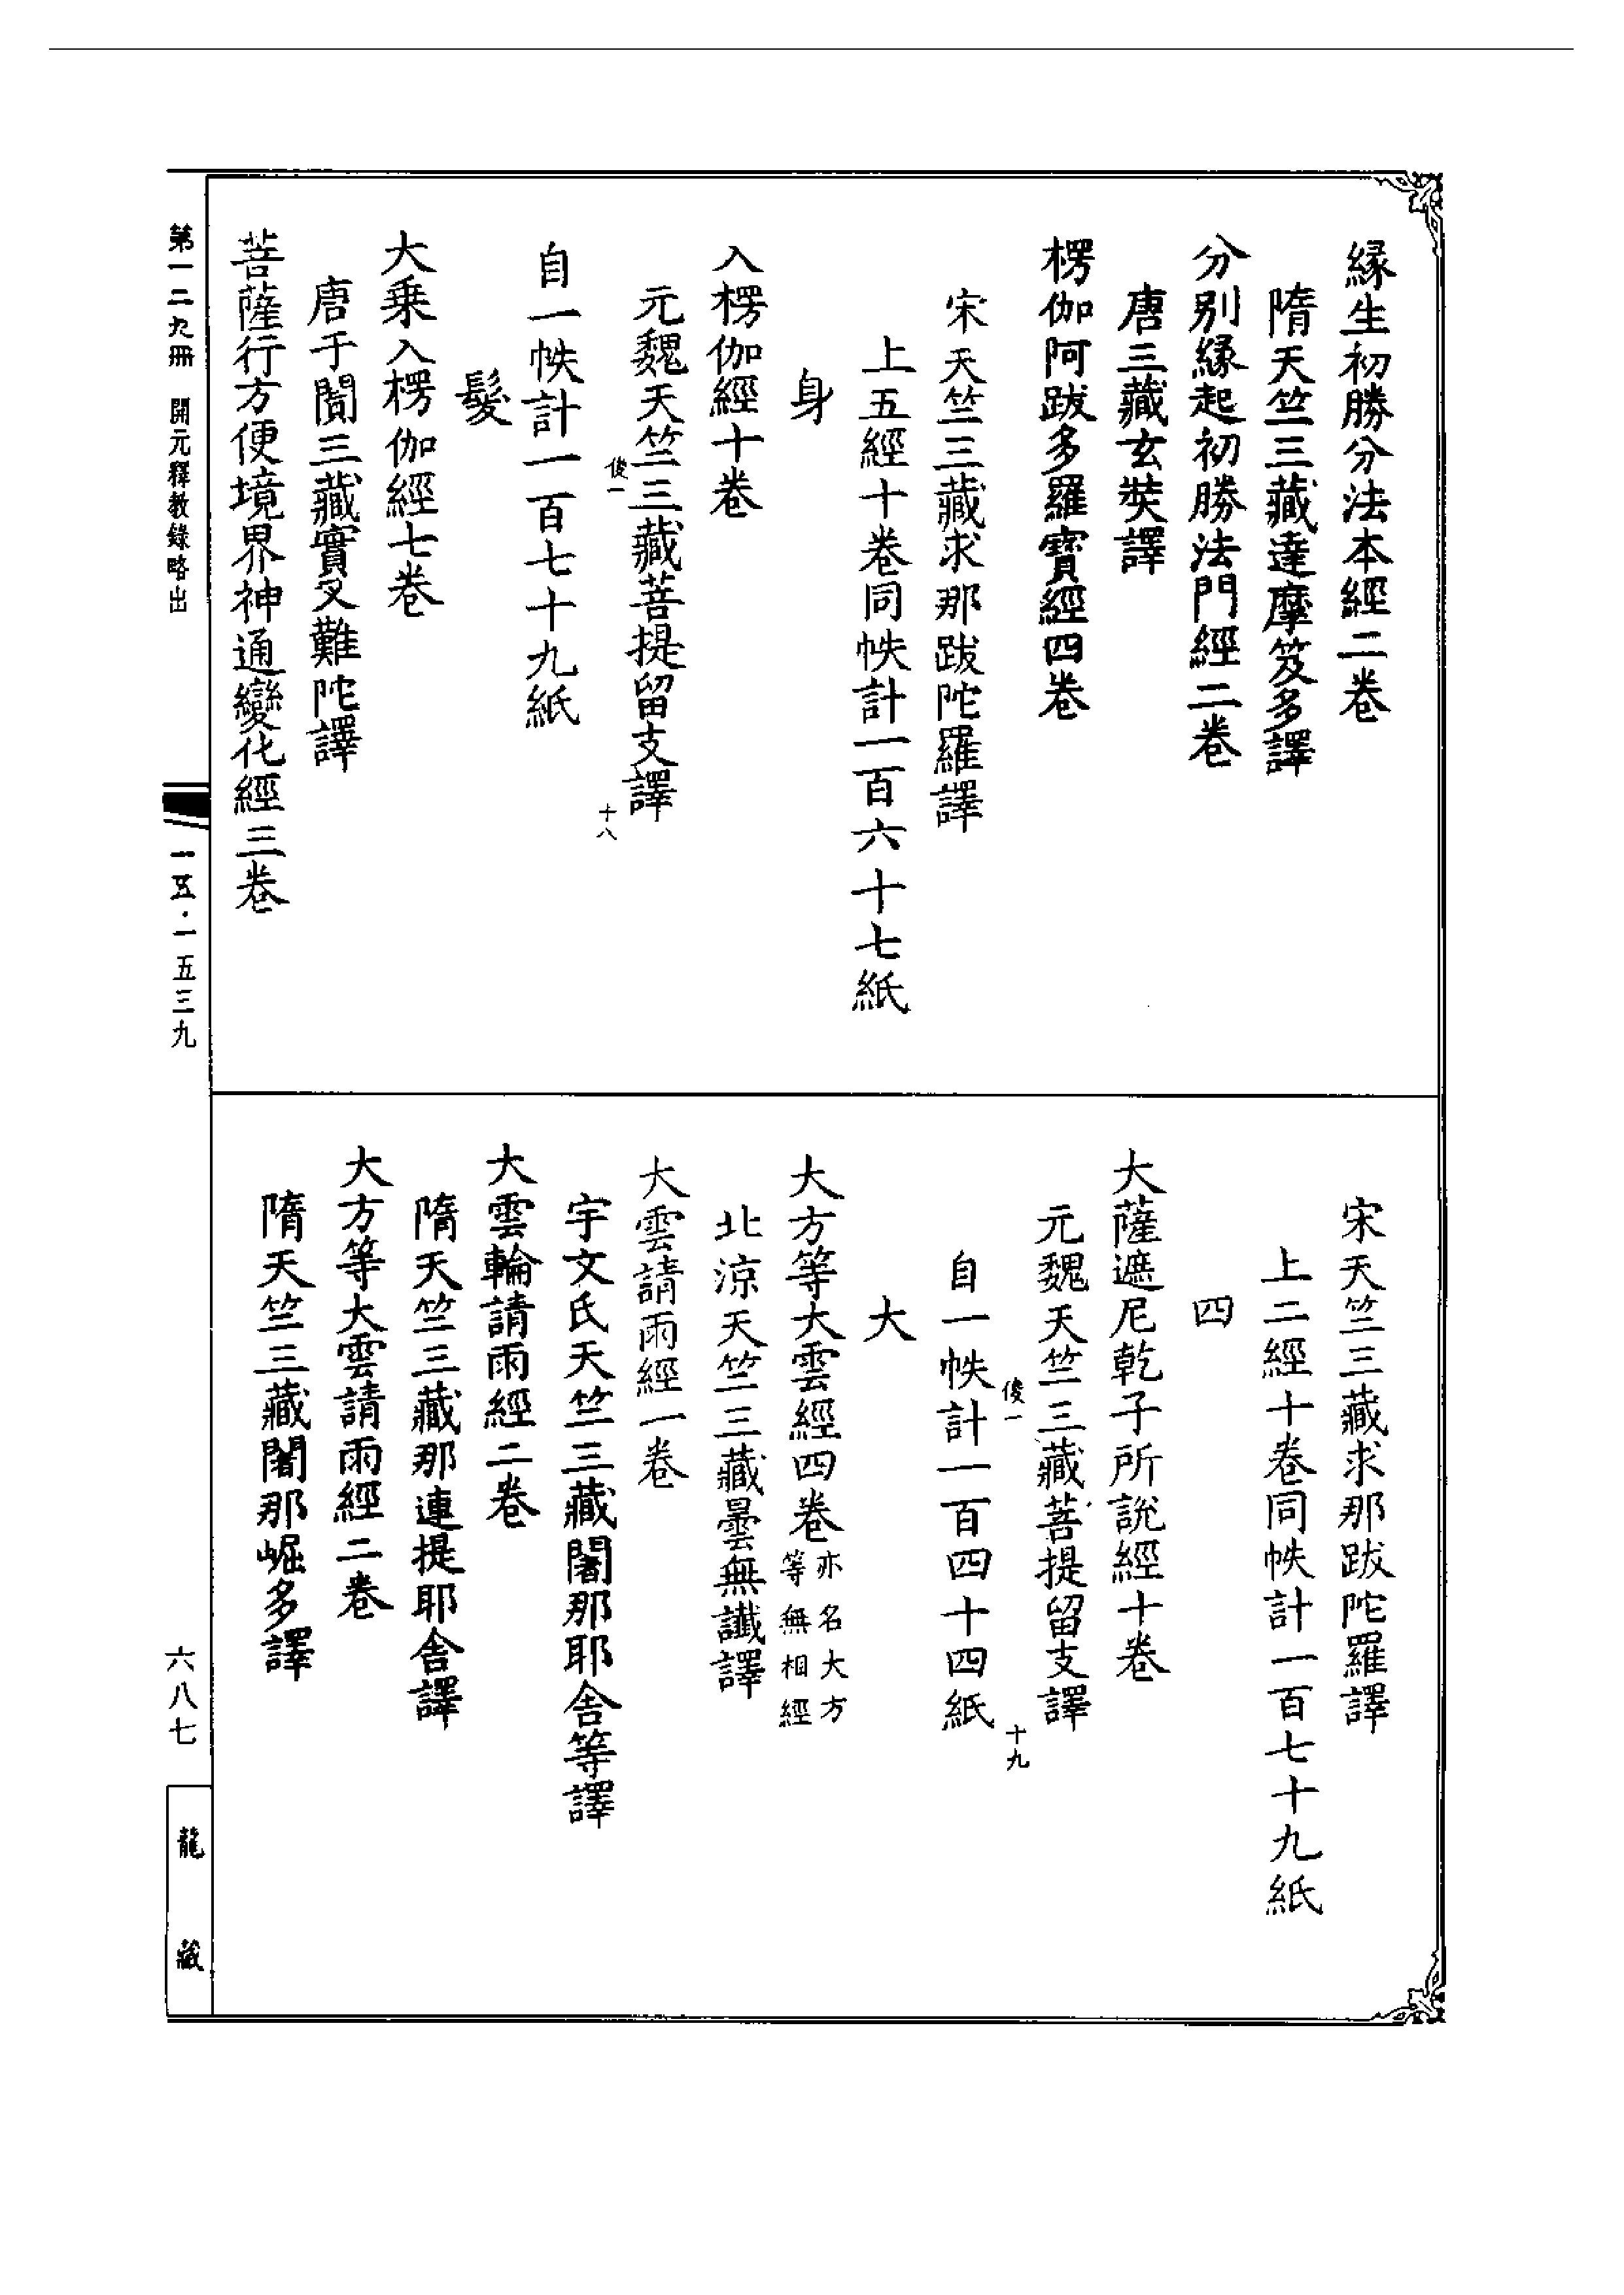 緣生初勝分法本經二卷
隋天竺三藏達摩笈多譯
分別緣起初勝法門經二卷
唐三藏玄奘譯
楞伽阿跋多羅寶經四卷
宋天竺三藏求那跋陀羅譯
上五經十卷同帙計一百六十七紙
身
入楞伽經十卷
元魏天竺三藏菩提留支譯
俊一
十八
自一帙計一百七十九紙
髮
大乘入楞伽經七卷
唐于闐三藏實叉難陀譯
菩薩行方便境界神通變化經三卷
宋天竺三藏求那跋陀羅譯
上二經十卷同帙計一百七十九紙
四
大薩遮尼乾子所說經十卷
元魏天竺三藏菩提留支譯
俊一
十九
自一帙計一百四十四紙
大
大方等大雲經四卷亦名大方
等無相經
北涼天竺三藏曇無讖譯
大雲請雨經一卷
宇文氏天竺三藏闍那耶舍等譯
大雲輪請雨經二卷
隋天竺三藏那連提耶舍譯
大方等大雲請雨經二卷
隋天竺三藏闍那崛多譯
第一二九冊 開元釋教錄略出
一五·一五三九
六八七
龍藏